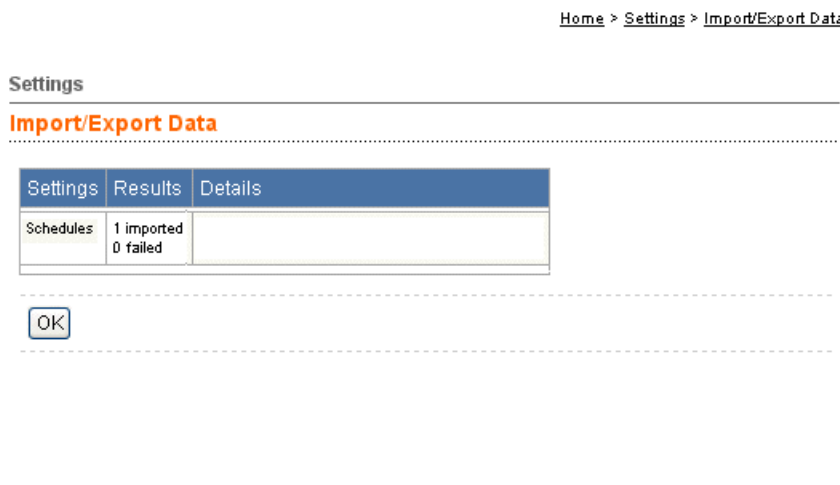 Home > Settings > Import/Export Data
Settings
Import/Export Data
Settings Results Details
Schedules 1 imported
0 failed
OK